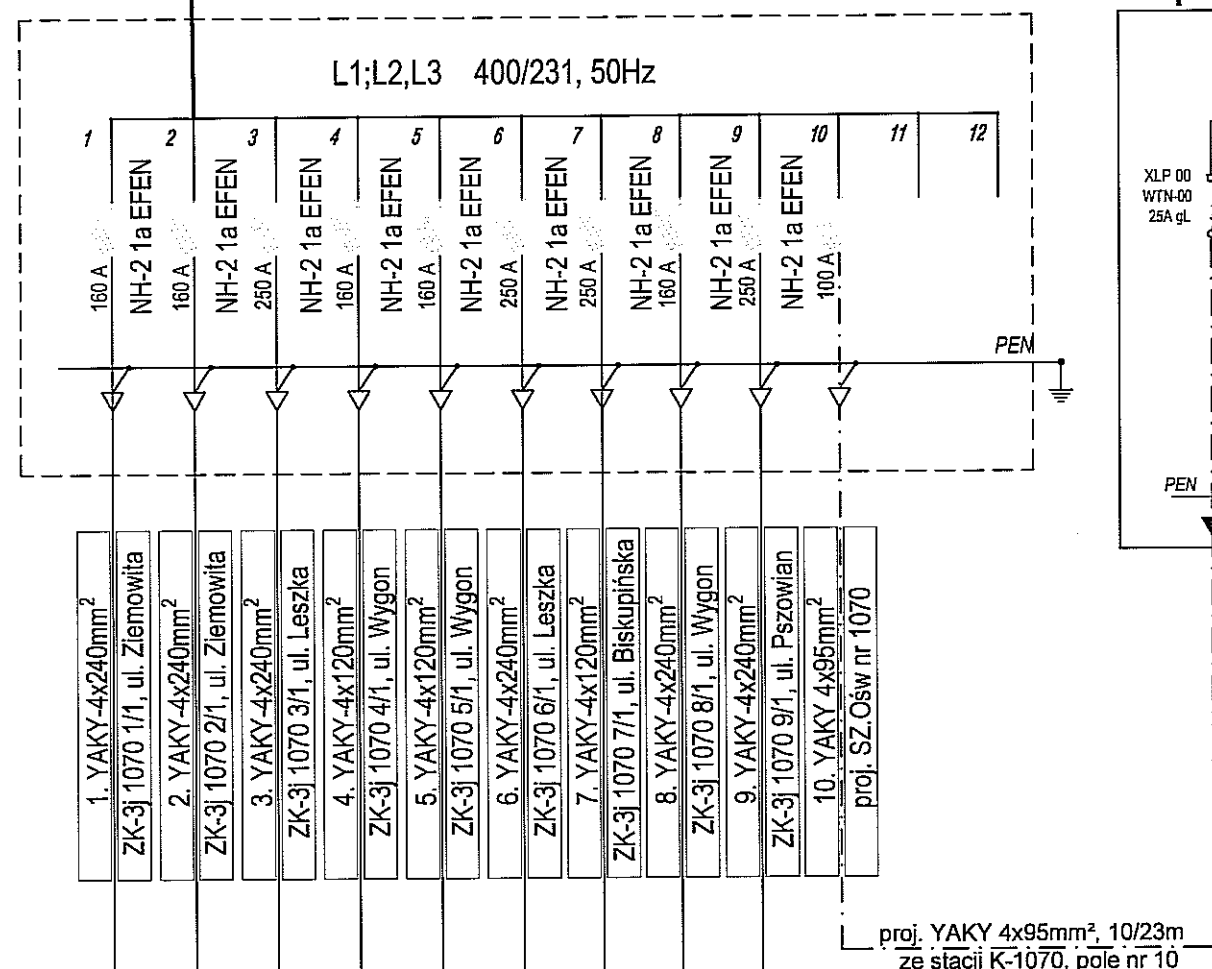 L1;L2,L3 400/231, 50Hz
1 2 3 4 5 6 7 8 9 10 11 12
160 A
NH-2 1a EFEN
160 A
NH-2 1a EFEN
250 A
NH-2 1a EFEN
160 A
NH-2 1a EFEN
160 A
NH-2 1a EFEN
250 A
NH-2 1a EFEN
250 A
NH-2 1a EFEN
160 A
NH-2 1a EFEN
250 A
NH-2 1a EFEN
100 A
PEN
1. YAKY-4x240mm²
ZK-3j 1070 1/1, ul. Ziemowita
2. YAKY-4x240mm²
ZK-3j 1070 2/1, ul. Ziemowita
3. YAKY-4x240mm²
ZK-3j 1070 3/1, ul. Leszka
4. YAKY-4x120mm²
ZK-3j 1070 4/1, ul. Wygon
5. YAKY-4x120mm²
ZK-3j 1070 5/1, ul. Wygon
6. YAKY-4x240mm²
ZK-3j 1070 6/1, ul. Leszka
7. YAKY-4x120mm²
ZK-3j 1070 7/1, ul. Biskupińska
8. YAKY-4x240mm²
ZK-3j 1070 8/1, ul. Wygon
9. YAKY-4x240mm²
ZK-3j 1070 9/1, ul. Pszowian
10. YAKY 4x95mm²
proj. SZ.Ośw nr 1070
proj. YAKY 4x95mm², 10/23m
ze stacji K-1070, pole nr 10
XLP 00
WTN-00
25A gL
PEN